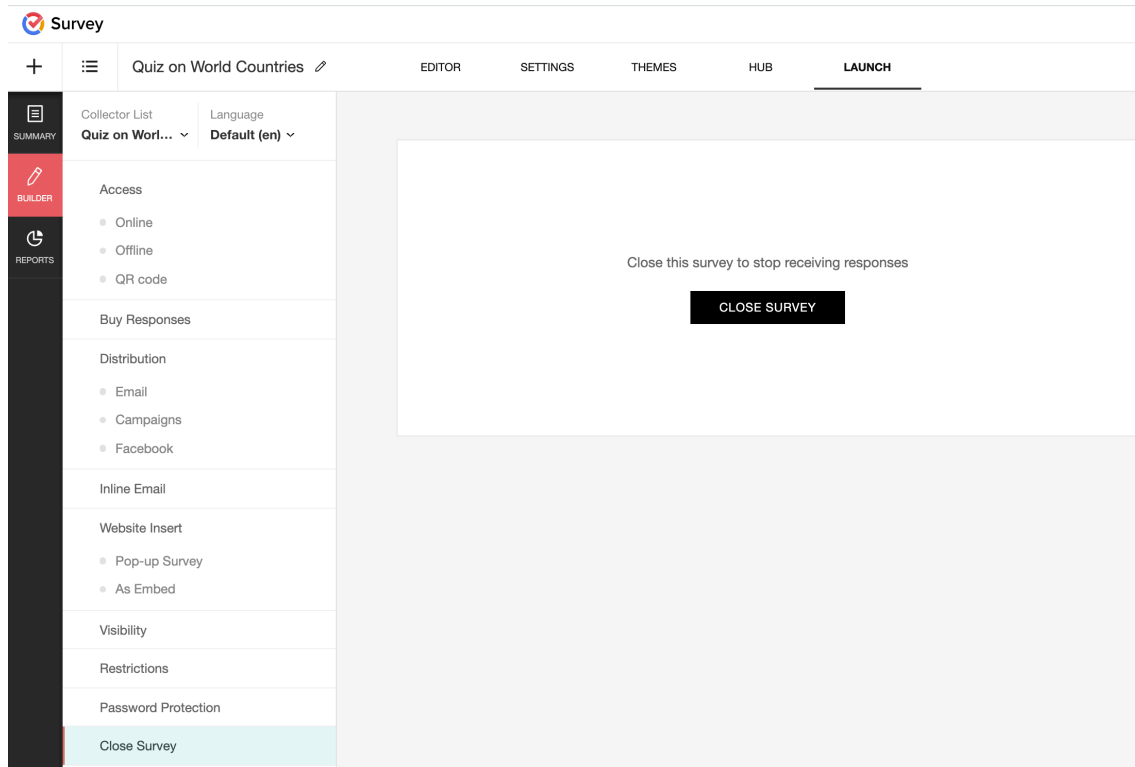 Survey
Quiz on World Countries
EDITOR SETTINGS THEMES HUB LAUNCH
SUMMARY
BUILDER
REPORTS
Collector List Language
Quiz on Worl... Default (en)
Access
Online
Offline
QR code
Buy Responses
Distribution
Email
Campaigns
Facebook
Inline Email
Website Insert
Pop-up Survey
As Embed
Visibility
Restrictions
Password Protection
Close Survey
Close this survey to stop receiving responses
CLOSE SURVEY